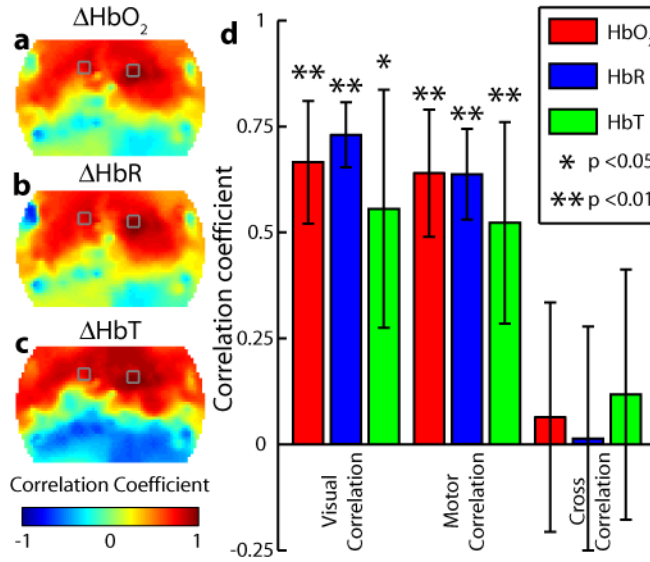 a
ΔHbO₂
b
ΔHbR
c
ΔHbT
Correlation Coefficient
-1
0
1
d
Correlation coefficient
1
0.75
0.5
0.25
0
-0.25
**
**
*
**
**
**
Visual
Correlation
Motor
Correlation
Cross
Correlation
HbO₂
HbR
HbT
* p <0.05
** p <0.01